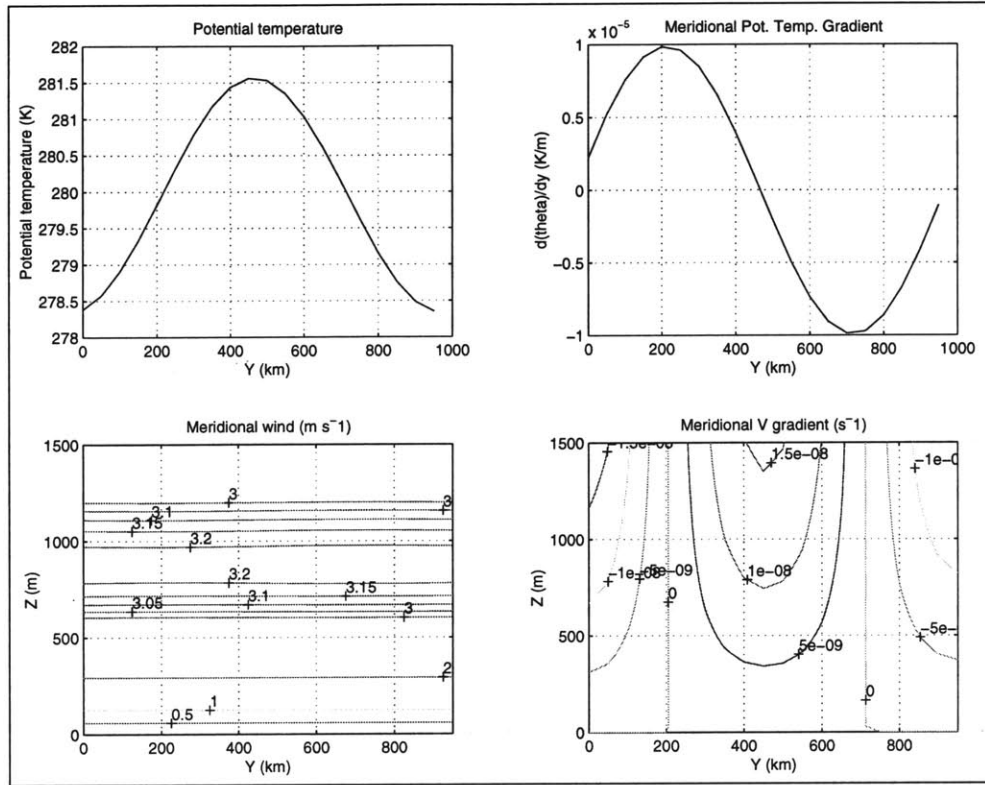 Potential temperature
282
281.5
281
280.5
280
279.5
279
278.5
278
Potential temperature (K)
0
200
400
600
800
1000
Y (km)
Meridional Pot. Temp. Gradient
x 10⁻⁵
1
0.5
0
−0.5
−1
d(theta)/dy (K/m)
0
200
400
600
800
1000
Y (km)
Meridional wind (m s⁻1)
1500
1000
500
0
Z (m)
3
3
3.1
3.15
3.2
3.2
3.15
3.1
3.05
3
2
1
0.5
0
200
400
600
800
Y (km)
Meridional V gradient (s⁻1)
1500
1000
500
0
Z (m)
1.5e−08
−1e−0
1e−08
−1e−08
−5e−09
0
5e−09
−5e−
0
0
200
400
600
800
Y (km)